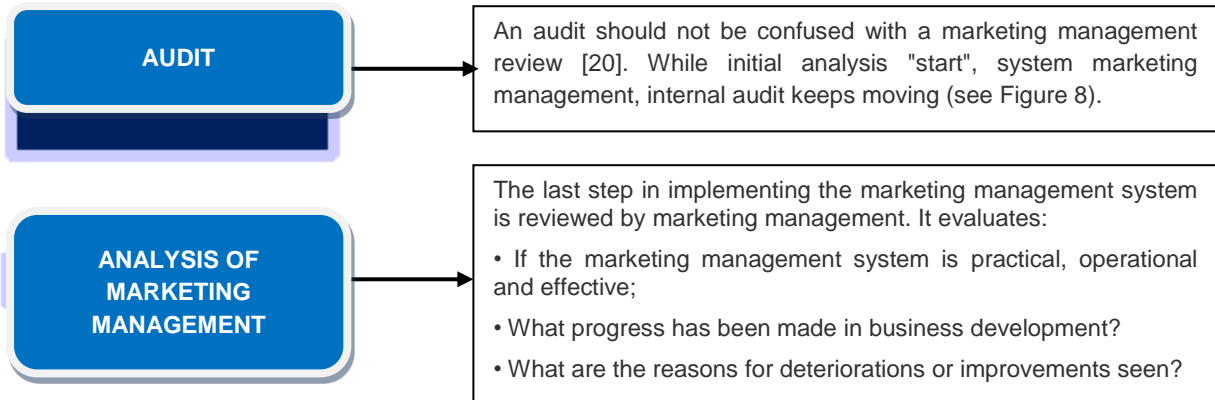 AUDIT
An audit should not be confused with a marketing management
review [20]. While initial analysis "start", system marketing
management, internal audit keeps moving (see Figure 8).
ANALYSIS OF
MARKETING
MANAGEMENT
The last step in implementing the marketing management system
is reviewed by marketing management. It evaluates:
• If the marketing management system is practical, operational
and effective;
• What progress has been made in business development?
• What are the reasons for deteriorations or improvements seen?